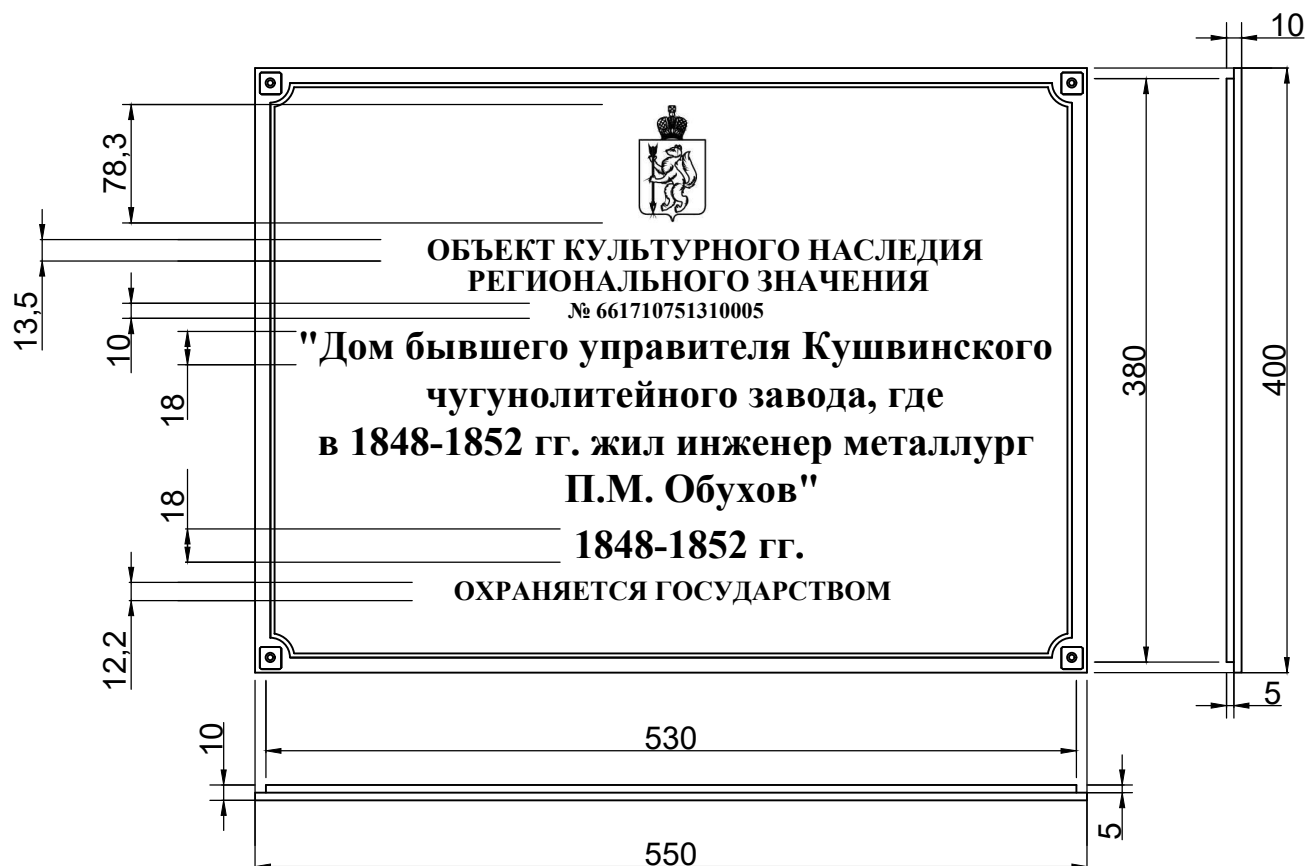 10
78,3
ОБЪЕКТ КУЛЬТУРНОГО НАСЛЕДИЯ
РЕГИОНАЛЬНОГО ЗНАЧЕНИЯ
№ 661710751310005
13,5
10
"Дом бывшего управителя Кушвинского
чугунолитейного завода, где
в 1848-1852 гг. жил инженер металлург
П.М. Обухов"
18
380
400
18
1848-1852 гг.
ОХРАНЯЕТСЯ ГОСУДАРСТВОМ
12,2
5
10
530
5
550